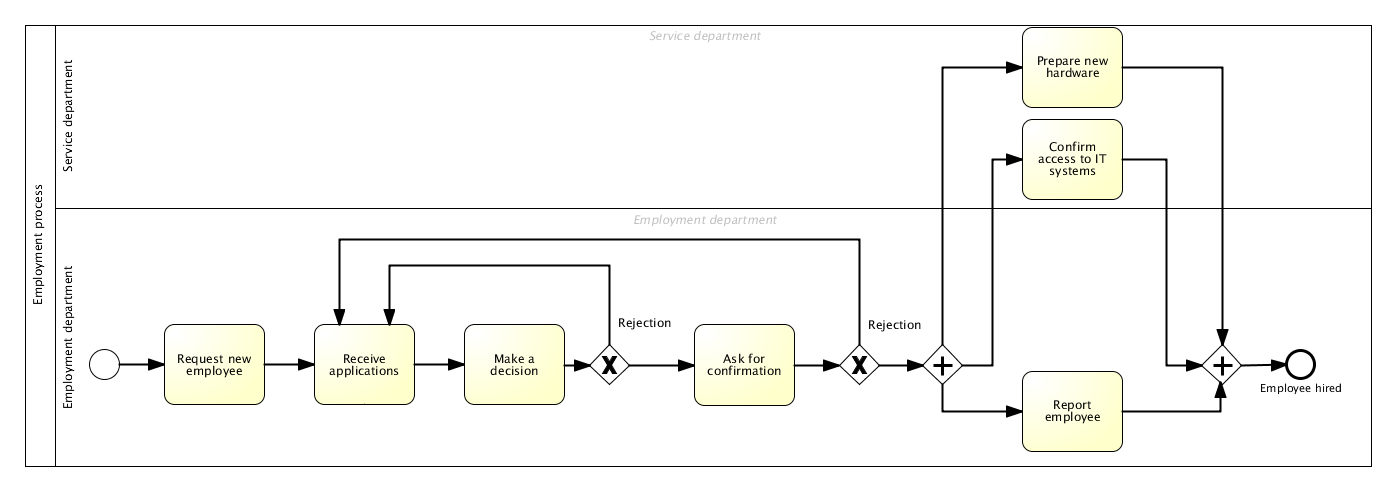 Employment process
Service department
Service department
Prepare new
hardware
Confirm
access to IT
systems
Employment department
Employment department
Request new
employee
Receive
applications
Make a
decision
Rejection
Ask for
confirmation
Rejection
Report
employee
Employee hired